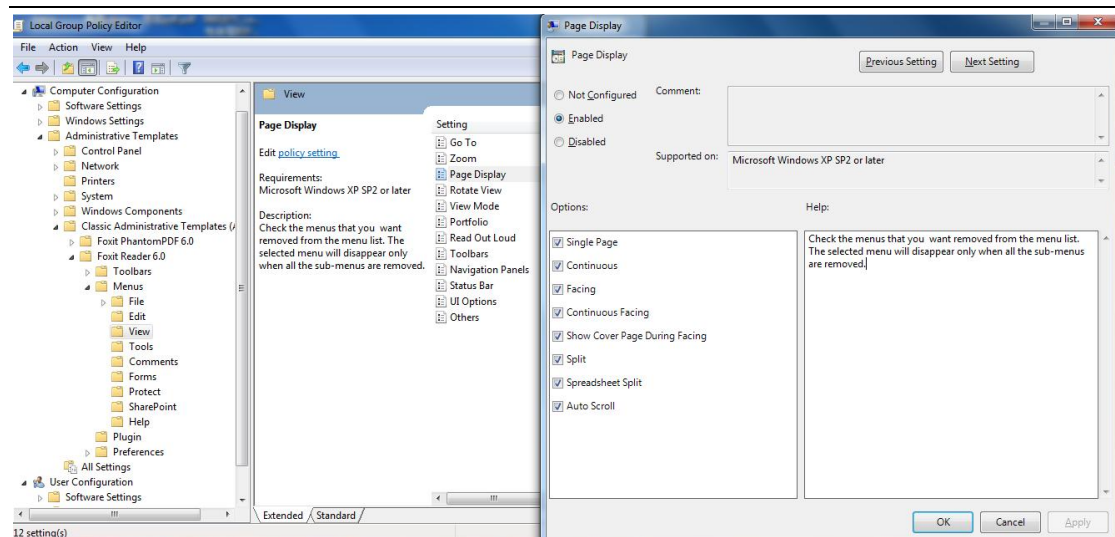 Local Group Policy Editor
File Action View Help
Computer Configuration
Software Settings
Windows Settings
Administrative Templates
Control Panel
Network
Printers
System
Windows Components
Classic Administrative Templates (A
Foxit PhantomPDF 6.0
Foxit Reader 6.0
Toolbars
Menus
File
Edit
View
Tools
Comments
Forms
Protect
SharePoint
Help
Plugin
Preferences
All Settings
User Configuration
Software Settings
12 setting(s)
View
Page Display
Edit policy setting
Requirements:
Microsoft Windows XP SP2 or later
Description:
Check the menus that you want
removed from the menu list. The
selected menu will disappear only
when all the sub-menus are removed.
Setting
Go To
Zoom
Page Display
Rotate View
View Mode
Portfolio
Read Out Loud
Toolbars
Navigation Panels
Status Bar
UI Options
Others
Extended Standard
Page Display
Page Display
Previous Setting Next Setting
Not Configured Comment:
Enabled
Disabled
Supported on: Microsoft Windows XP SP2 or later
Options: Help:
Single Page
Continuous
Facing
Continuous Facing
Show Cover Page During Facing
Split
Spreadsheet Split
Auto Scroll
Check the menus that you want removed from the menu list.
The selected menu will disappear only when all the sub-menus
are removed.
OK Cancel Apply